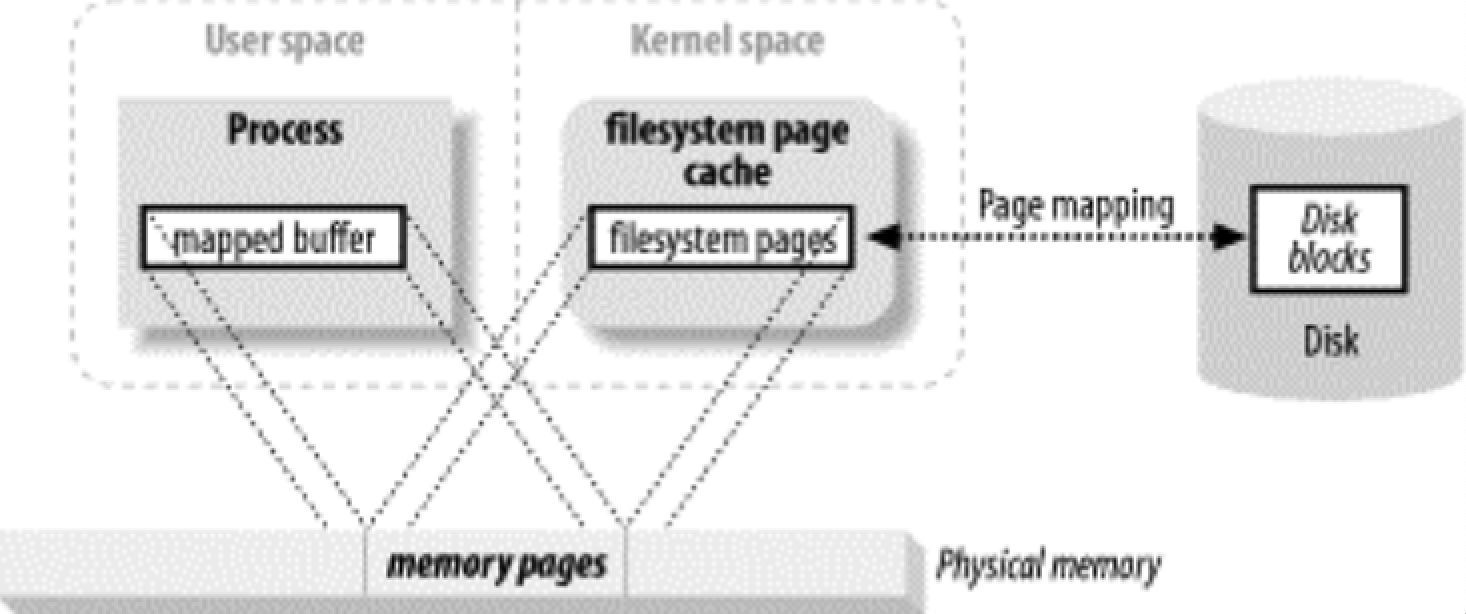 User space
Kernel space
Process
filesystem page
cache
mapped buffer
filesystem pages
Page mapping
Disk
blocks
Disk
memory pages
Physical memory